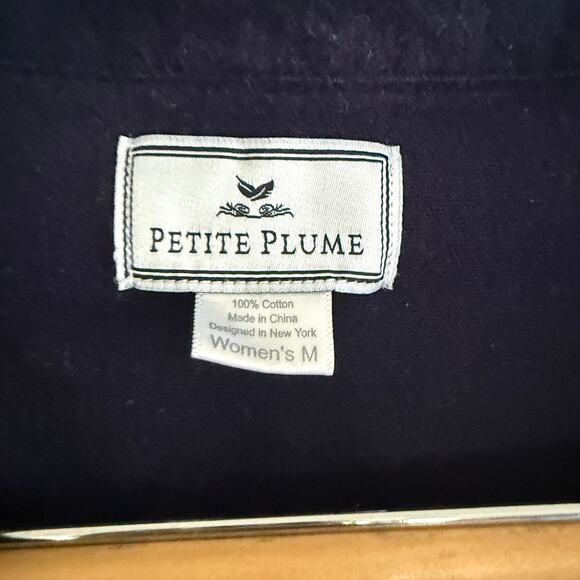 PETITE PLUME
100% Cotton
Made in China
Designed in New York
Women's M